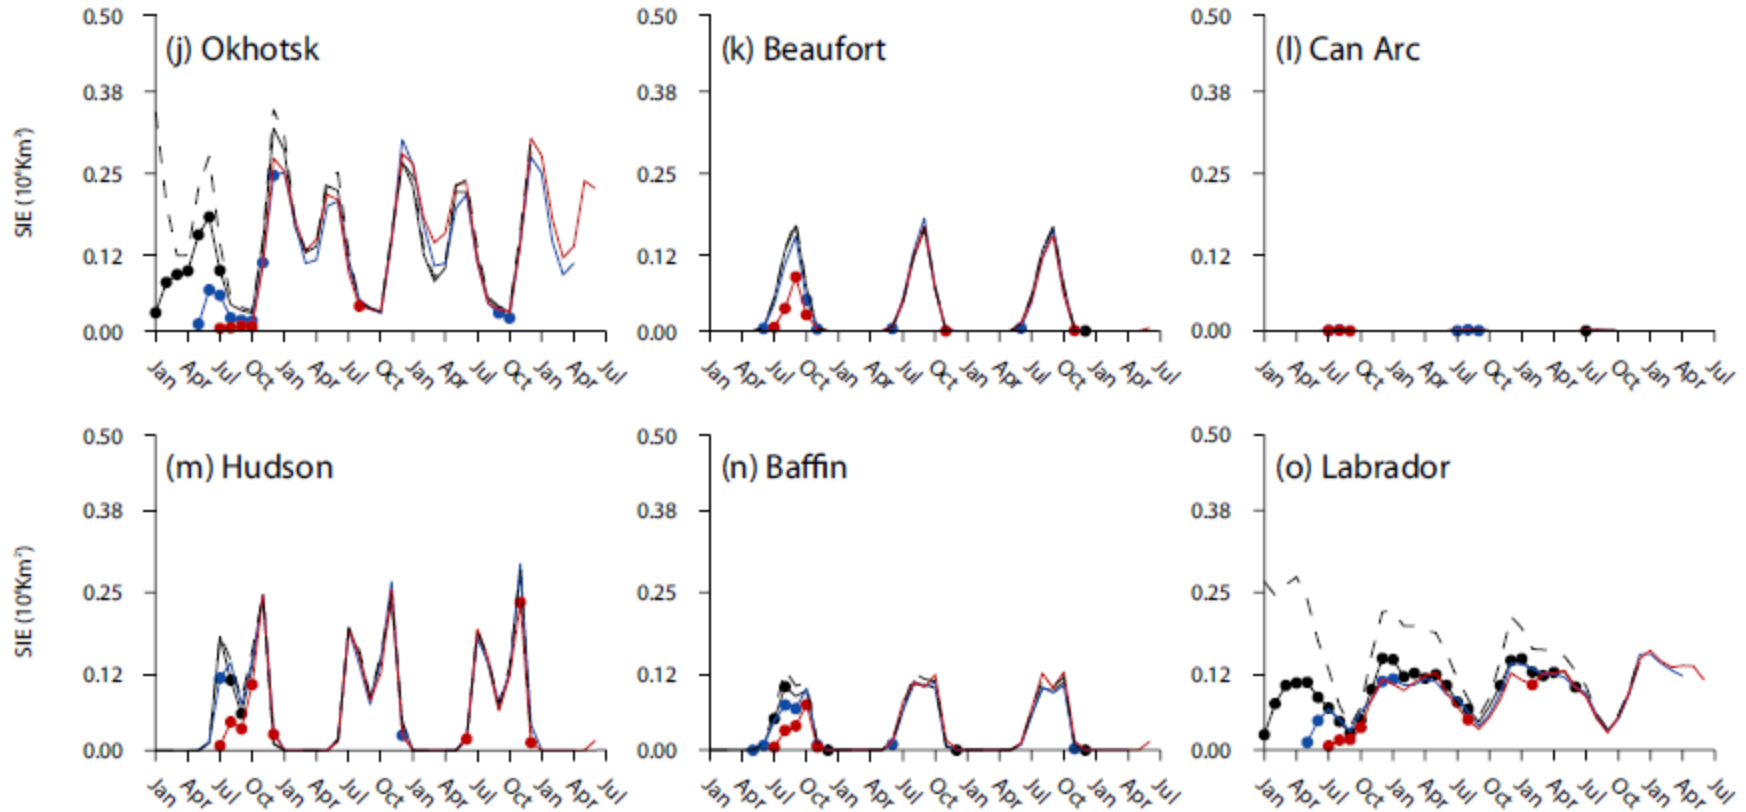 0.50 0.50 0.50
(j) Okhotsk (k) Beaufort (l) Can Arc
0.38 0.38 0.38
SIE (10⁶Km²)
0.25 0.25 0.25
0.12 0.12 0.12
0.00 0.00 0.00
Jan Apr Jul Oct Jan Apr Jul Oct Jan Apr Jul Oct Jan Apr Jul Jan Apr Jul Oct Jan Apr Jul Oct Jan Apr Jul Oct Jan Apr Jul Jan Apr Jul Oct Jan Apr Jul Oct Jan Apr Jul Oct Jan Apr Jul
0.50 0.50 0.50
(m) Hudson (n) Baffin (o) Labrador
0.38 0.38 0.38
SIE (10⁶Km²)
0.25 0.25 0.25
0.12 0.12 0.12
0.00 0.00 0.00
Jan Apr Jul Oct Jan Apr Jul Oct Jan Apr Jul Oct Jan Apr Jul Jan Apr Jul Oct Jan Apr Jul Oct Jan Apr Jul Oct Jan Apr Jul Jan Apr Jul Oct Jan Apr Jul Oct Jan Apr Jul Oct Jan Apr Jul